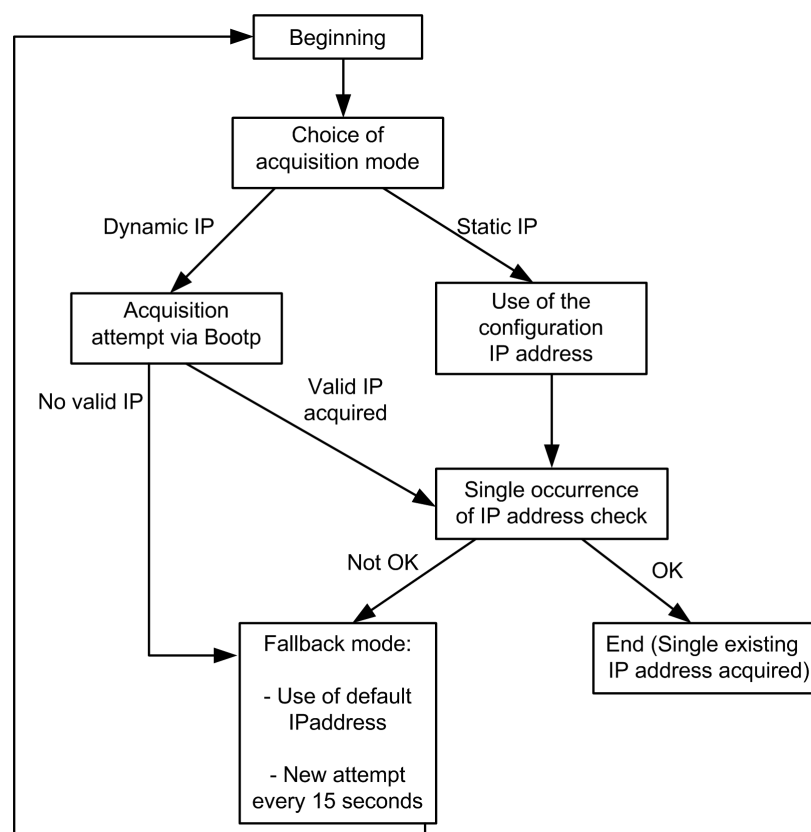 Beginning
Choice of
acquisition mode
Dynamic IP
Static IP
Acquisition
attempt via Bootp
Use of the
configuration
IP address
No valid IP
Valid IP
acquired
Single occurrence
of IP address check
Not OK
OK
Fallback mode:
- Use of default
IPaddress
- New attempt
every 15 seconds
End (Single existing
IP address acquired)